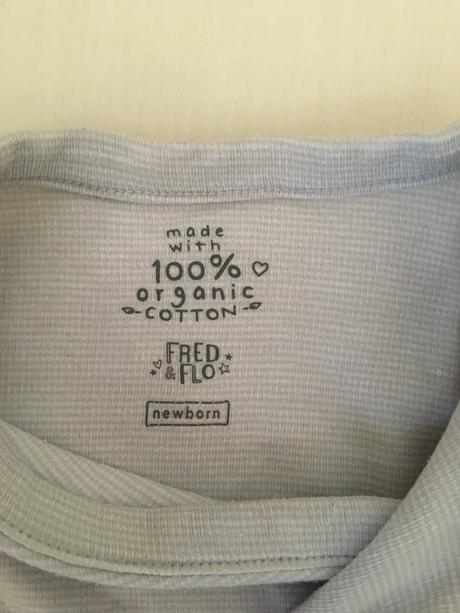 made
with
100%
organic
COTTON
FRED
& FLO
newborn